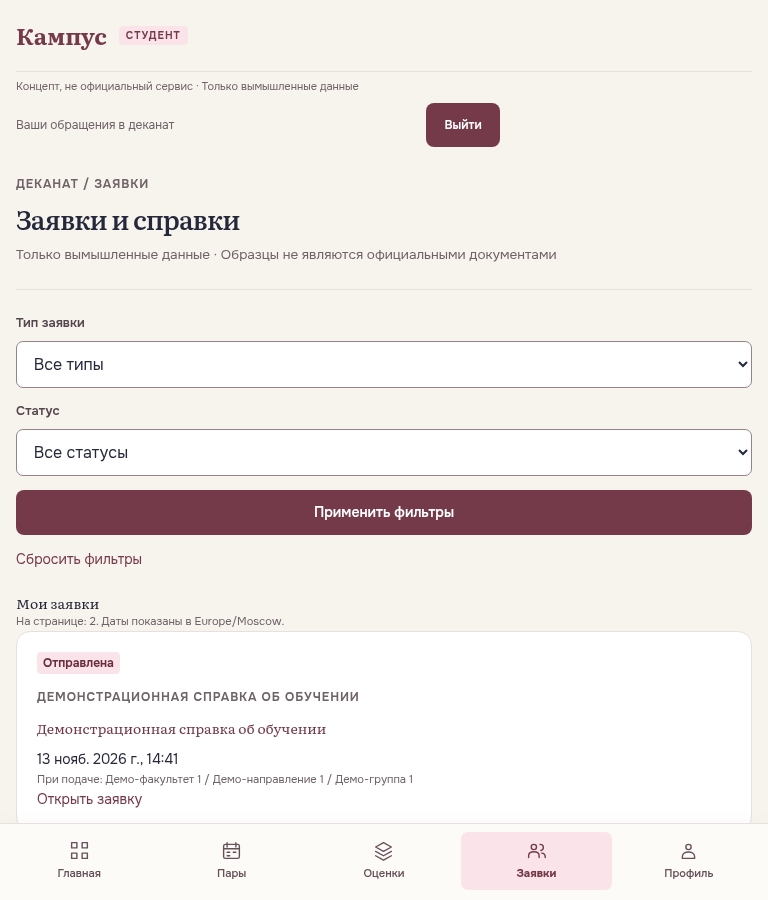 Кампус СТУДЕНТ
Концепт, не официальный сервис · Только вымышленные данные
Ваши обращения в деканат Выйти
ДЕКАНАТ / ЗАЯВКИ
Заявки и справки
Только вымышленные данные · Образцы не являются официальными документами
Тип заявки
Все типы
Статус
Все статусы
Применить фильтры
Сбросить фильтры
Мои заявки
На странице: 2. Даты показаны в Europe/Moscow.
Отправлена
ДЕМОНСТРАЦИОННАЯ СПРАВКА ОБ ОБУЧЕНИИ
Демонстрационная справка об обучении
13 нояб. 2026 г., 14:41
При подаче: Демо-факультет 1 / Демо-направление 1 / Демо-группа 1
Открыть заявку
Главная Пары Оценки Заявки Профиль